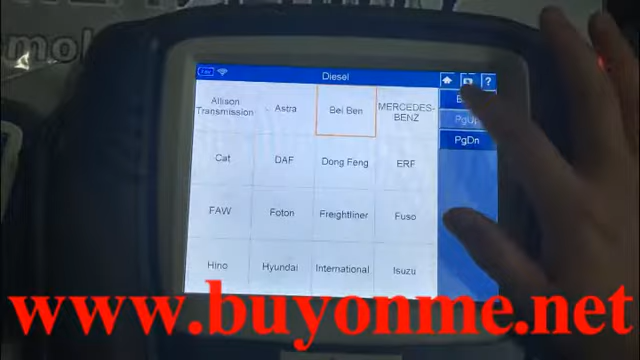 Diesel
?
Allison Transmission
Astra
Bei Ben
MERCEDES-BENZ
PgUp
PgDn
Cat
DAF
Dong Feng
ERF
FAW
Foton
Freightliner
Fuso
Hino
Hyundai
International
Isuzu
www.buyonme.net